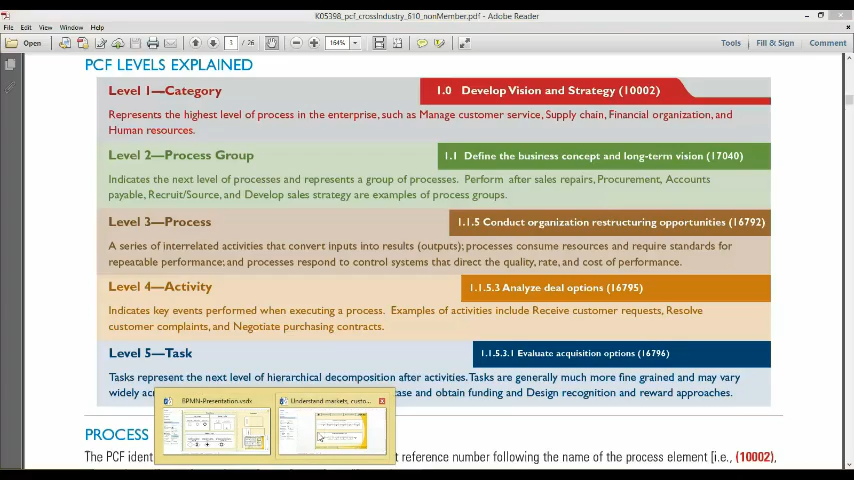 K05398_pcf_crossIndustry_610_nonMember.pdf - Adobe Reader
File Edit View Window Help
Open 3 / 26 164% Tools Fill & Sign Comment
PCF LEVELS EXPLAINED
Level 1—Category
1.0 Develop Vision and Strategy (10002)
Represents the highest level of process in the enterprise, such as Manage customer service, Supply chain, Financial organization, and
Human resources.
Level 2—Process Group
1.1 Define the business concept and long-term vision (17040)
Indicates the next level of processes and represents a group of processes. Perform after sales repairs, Procurement, Accounts
payable, Recruit/Source, and Develop sales strategy are examples of process groups.
Level 3—Process
1.1.5 Conduct organization restructuring opportunities (16792)
A series of interrelated activities that convert inputs into results (outputs); processes consume resources and require standards for
repeatable performance; and processes respond to control systems that direct the quality, rate, and cost of performance.
Level 4—Activity
1.1.5.3 Analyze deal options (16795)
Indicates key events performed when executing a process. Examples of activities include Receive customer requests, Resolve
customer complaints, and Negotiate purchasing contracts.
Level 5—Task
1.1.5.3.1 Evaluate acquisition options (16796)
Tasks represent the next level of hierarchical decomposition after activities. Tasks are generally much more fine grained and may vary
widely acr
ase and obtain funding and Design recognition and reward approaches.
BPMN-Presentation.vsdx
Understand markets, custo...
PROCESS
The PCF ident
t reference number following the name of the process element [i.e., (10002),